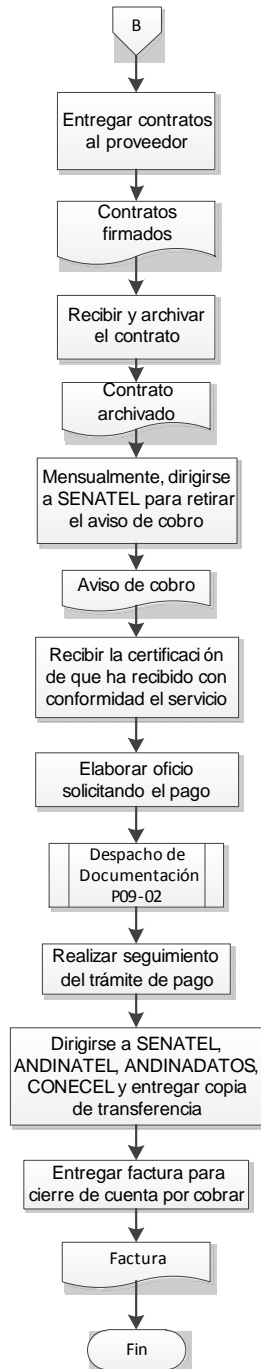 B
Entregar contratos
al proveedor
Contratos
firmados
Recibir y archivar
el contrato
Contrato
archivado
Mensualmente, dirigirse
a SENATEL para retirar
el aviso de cobro
Aviso de cobro
Recibir la certificación
de que ha recibido con
conformidad el servicio
Elaborar oficio
solicitando el pago
Despacho de
Documentación
P09-02
Realizar seguimiento
del trámite de pago
Dirigirse a SENATEL,
ANDINATEL, ANDINADATOS,
CONECEL y entregar copia
de transferencia
Entregar factura para
cierre de cuenta por cobrar
Factura
Fin